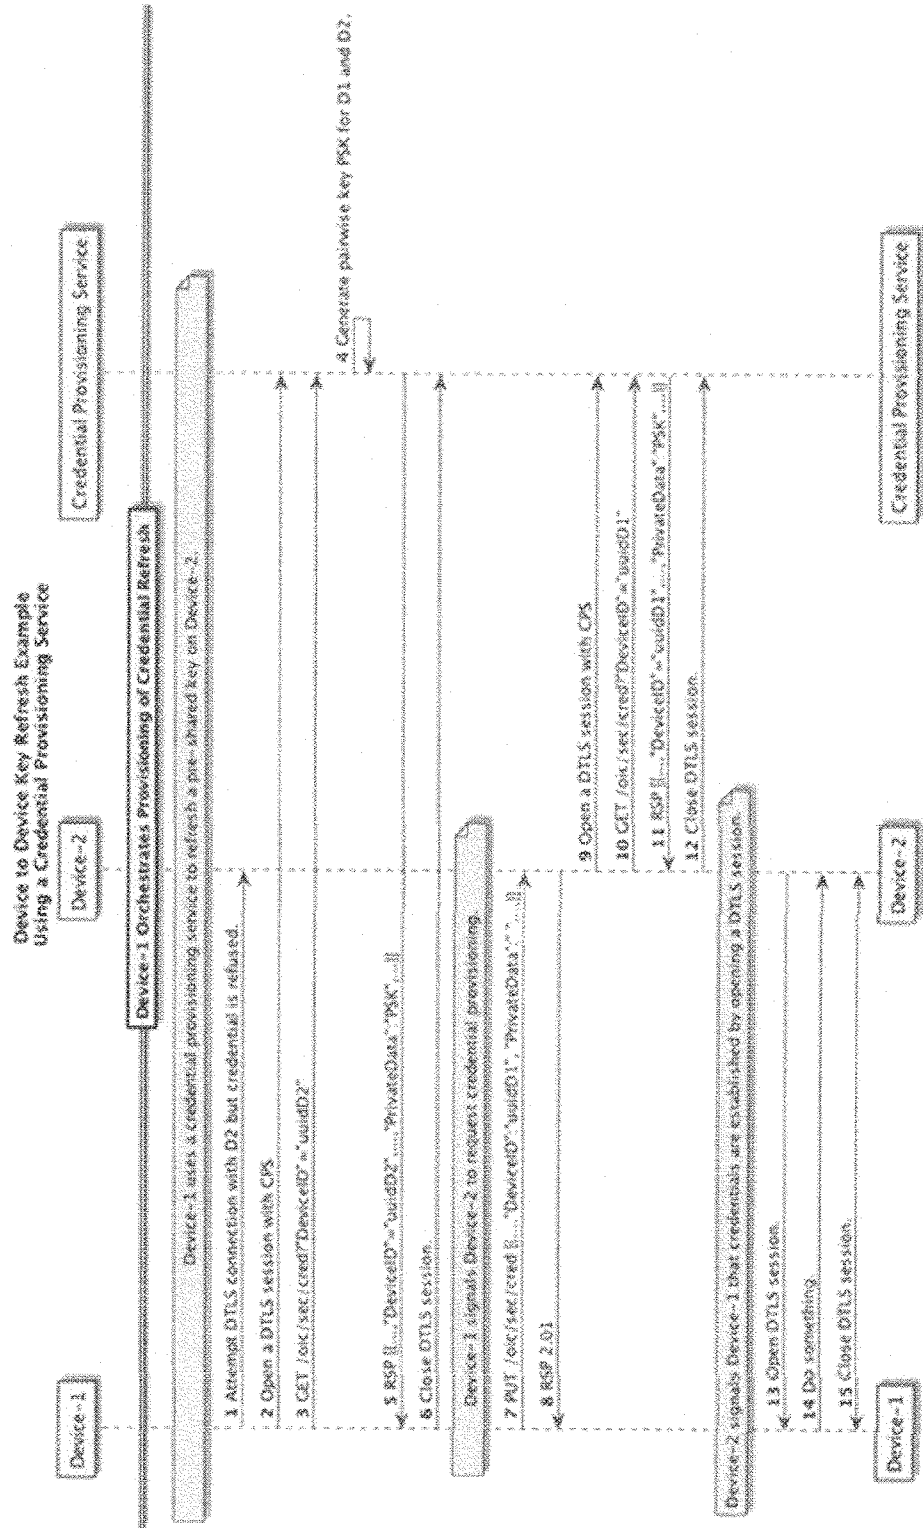 Device to Device Key Refresh Example
Using a Credential Provisioning Service
Device-1
Device-2
Credential Provisioning Service
Device-1 Orchestrates Provisioning of Credential Refresh
Device-1 uses a credential provisioning service to refresh a pre-shared key on Device-2.
1 Attempt DTLS connection with D2 but credential is refused.
2 Open a DTLS session with CPS
3 GET /oic/sec/cred?"DeviceID"="uuidD2"
4 Generate pairwise key PSK for D1 and D2.
5 RSP [{..."DeviceID"="uuidD2"..."PrivateData":"PSK",...}]
6 Close DTLS session.
Device-1 signals Device-2 to request credential provisioning.
7 PUT /oic/sec/cred [{..."DeviceID":"uuidD1", "PrivateData":"",...}]
8 RSP 2.01
9 Open a DTLS session with CPS
10 GET /oic/sec/cred?"DeviceID"="uuidD1"
11 RSP [{..."DeviceID"="uuidD1"..."PrivateData":"PSK",...}]
12 Close DTLS session.
Device-2 signals Device-1 that credentials are established by opening a DTLS session.
13 Open DTLS session.
14 Do something.
15 Close DTLS session.
Device-1
Device-2
Credential Provisioning Service